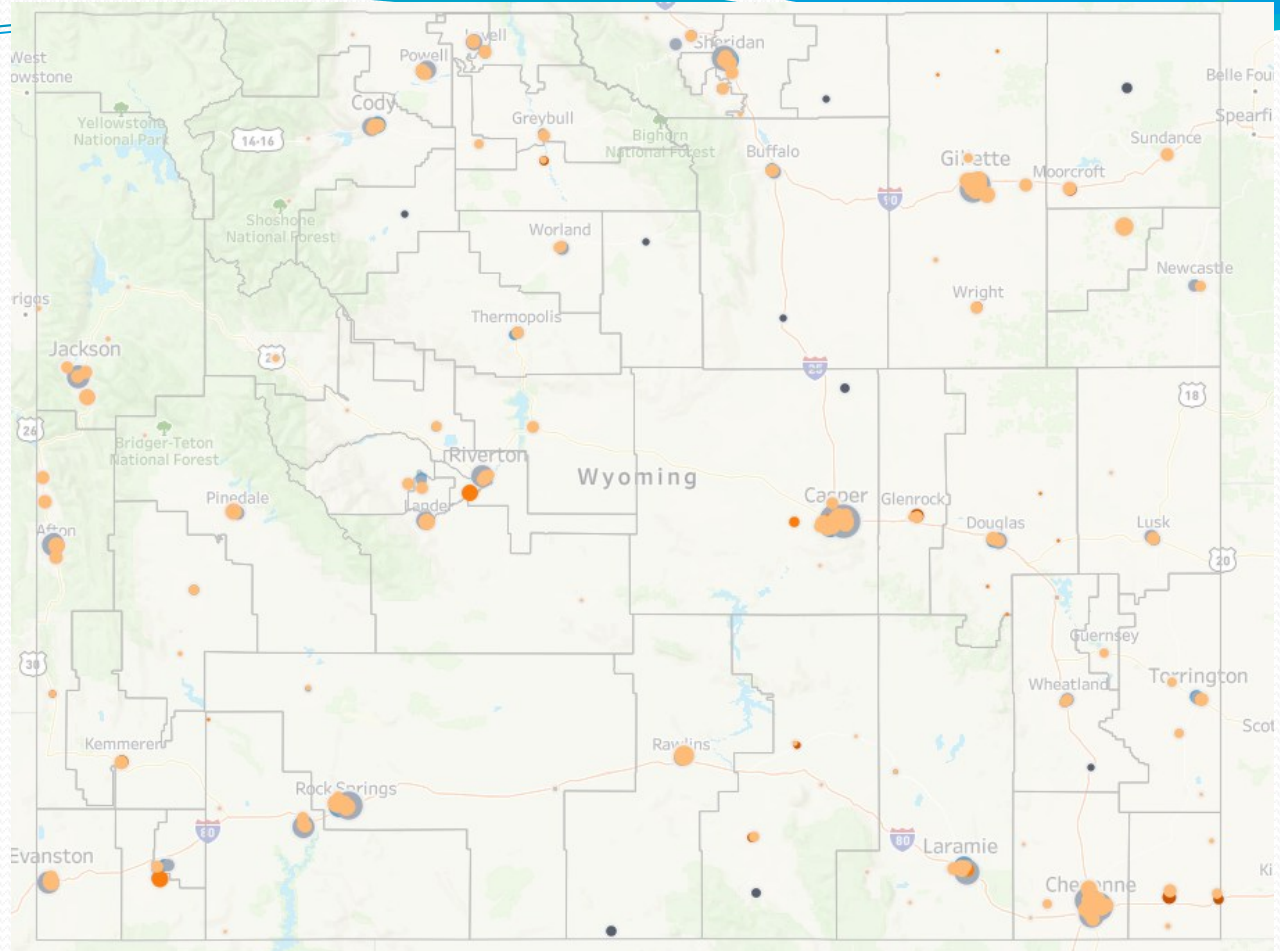 West
owstone
Yellowstone
National Park
Powell
Lovell
Sheridan
Cody
14-16
Greybull
Bighorn
National Forest
Buffalo
Belle Four
Spearfi
Sundance
Gillette
Moorcroft
90
Shoshone
National Forest
Worland
Newcastle
riggs
Wright
Thermopolis
Jackson
26
25
18
26
Bridger-Teton
National Forest
Riverton
Wyoming
Pinedale
Lander
Casper
Glenrock
Afton
Douglas
Lusk
20
30
Guernsey
Wheatland
Torrington
Scot
Kemmerer
Rawlins
Rock Springs
80
80
Evanston
Laramie
Cheyenne
Ki